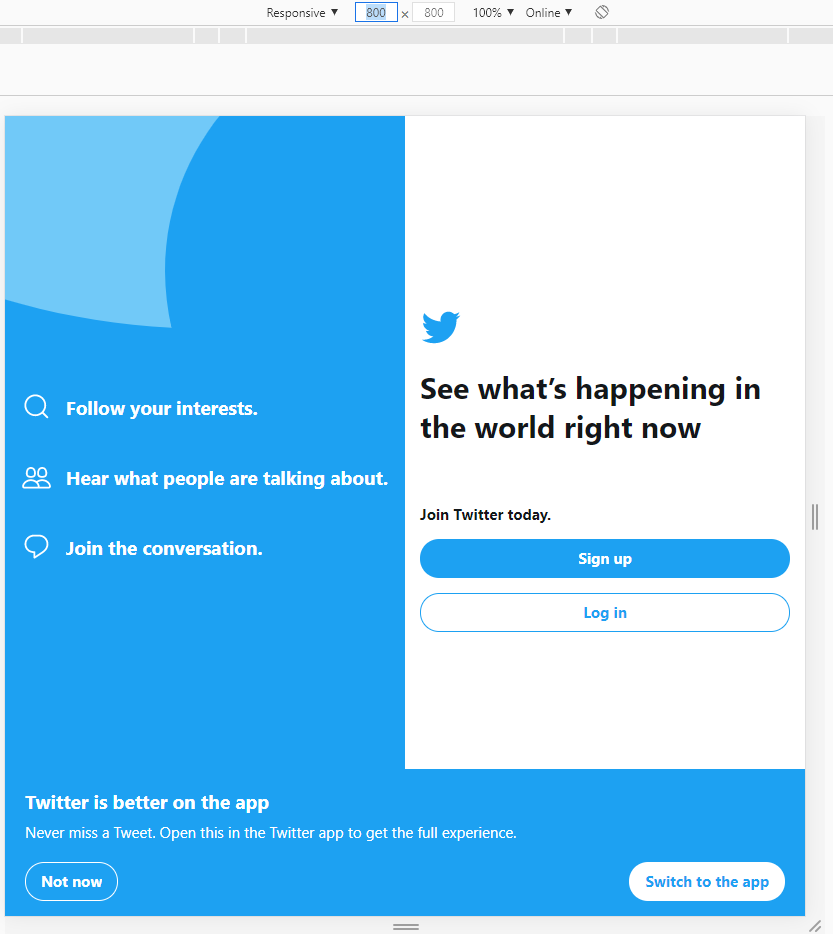 Responsive ▼ 800 × 800 100% ▼ Online ▼
Follow your interests.
Hear what people are talking about.
Join the conversation.
See what’s happening in
the world right now
Join Twitter today.
Sign up
Log in
Twitter is better on the app
Never miss a Tweet. Open this in the Twitter app to get the full experience.
Not now
Switch to the app